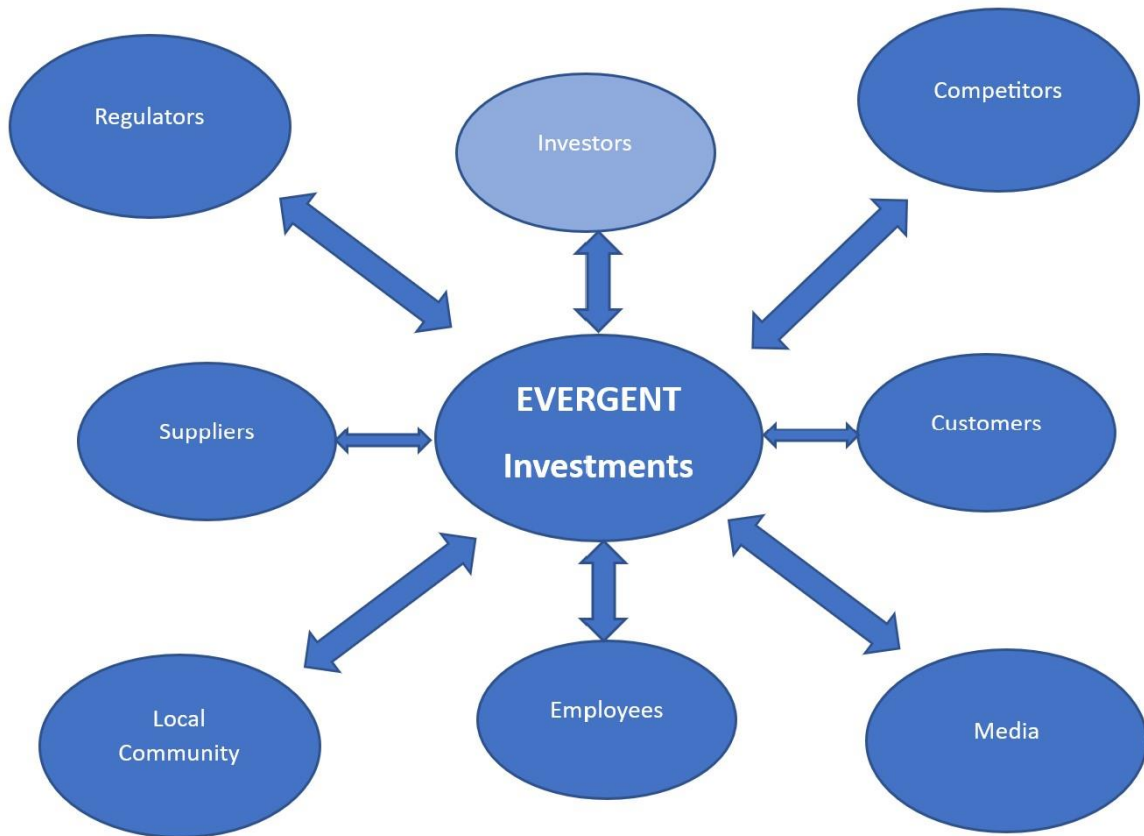 Regulators
Investors
Competitors
Suppliers
EVERGENT
Investments
Customers
Local
Community
Employees
Media